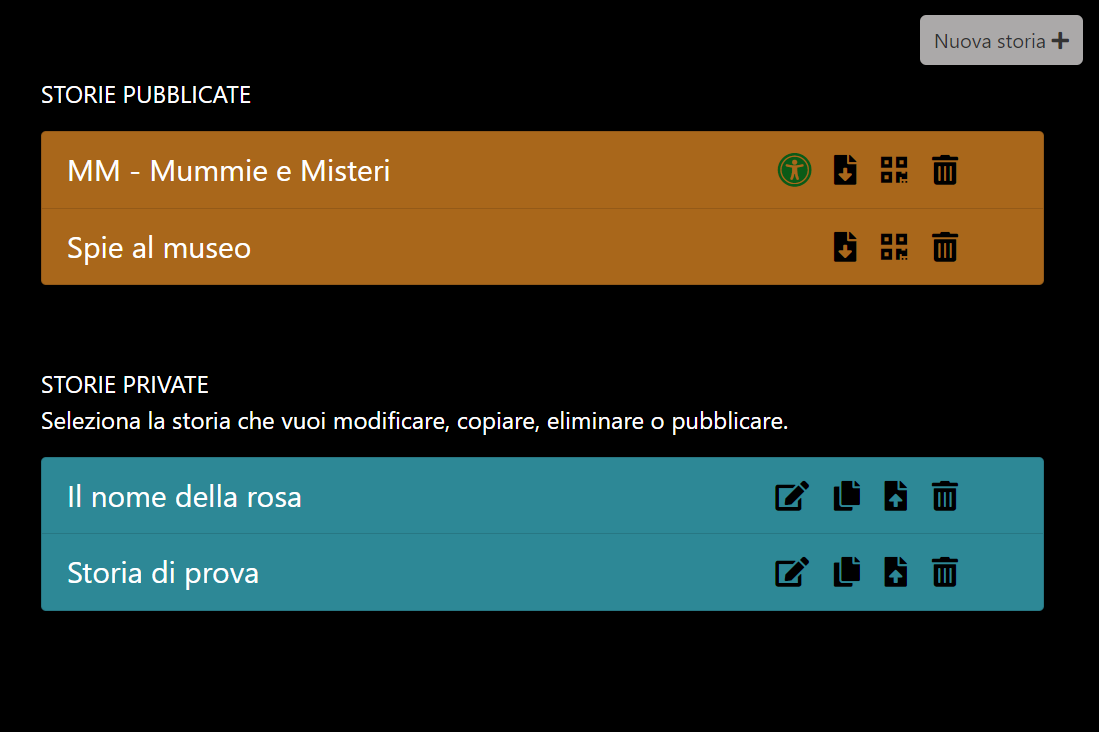 Nuova storia
STORIE PUBBLICATE
MM - Mummie e Misteri
Spie al museo
STORIE PRIVATE
Seleziona la storia che vuoi modificare, copiare, eliminare o pubblicare.
Il nome della rosa
Storia di prova